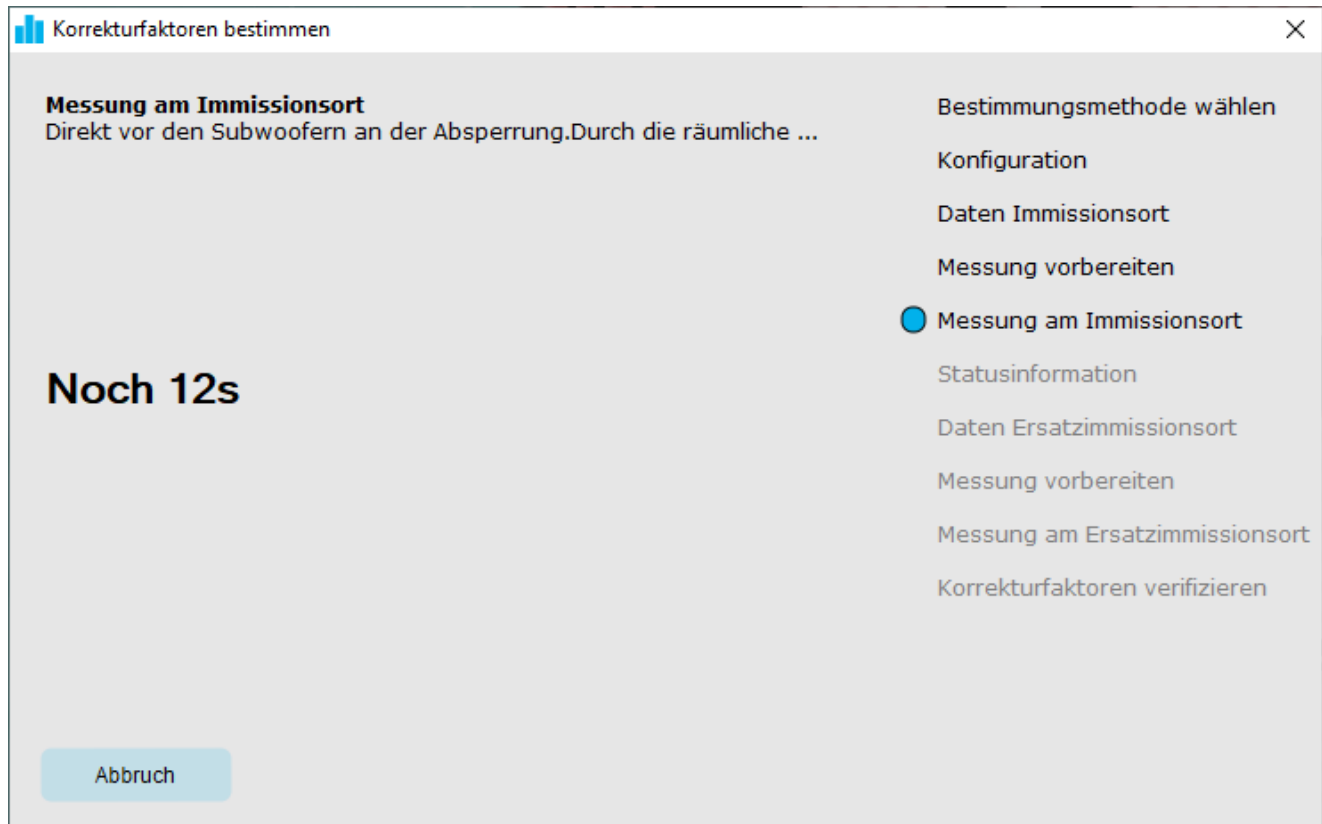 Korrekturfaktoren bestimmen
Messung am Immissionsort
Direkt vor den Subwoofern an der Absperrung.Durch die räumliche ...
Noch 12s
Abbruch
Bestimmungsmethode wählen
Konfiguration
Daten Immissionsort
Messung vorbereiten
Messung am Immissionsort
Statusinformation
Daten Ersatzimmissionsort
Messung vorbereiten
Messung am Ersatzimmissionsort
Korrekturfaktoren verifizieren